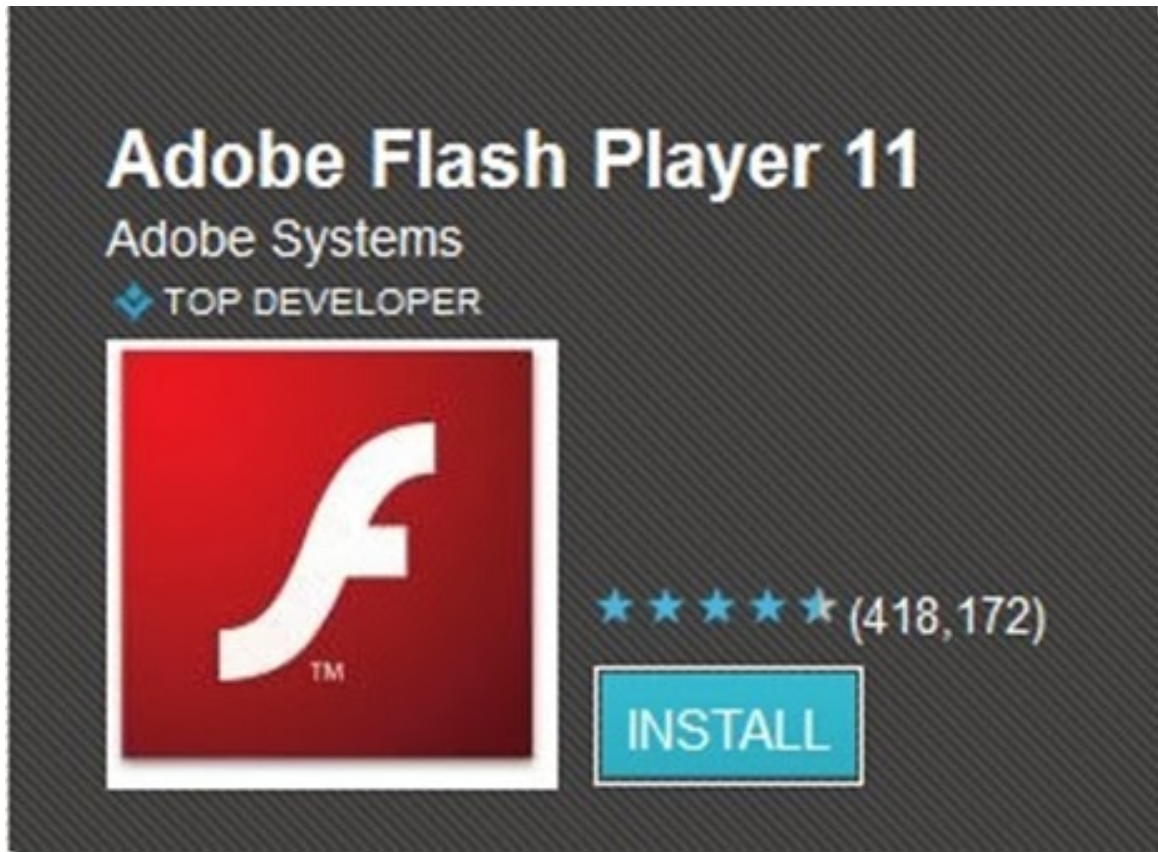 Adobe Flash Player 11
Adobe Systems
TOP DEVELOPER
TM
(418,172)
INSTALL